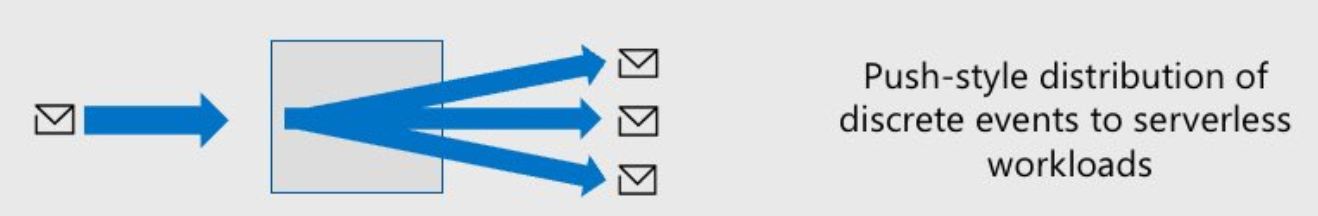 Push-style distribution of
discrete events to serverless
workloads